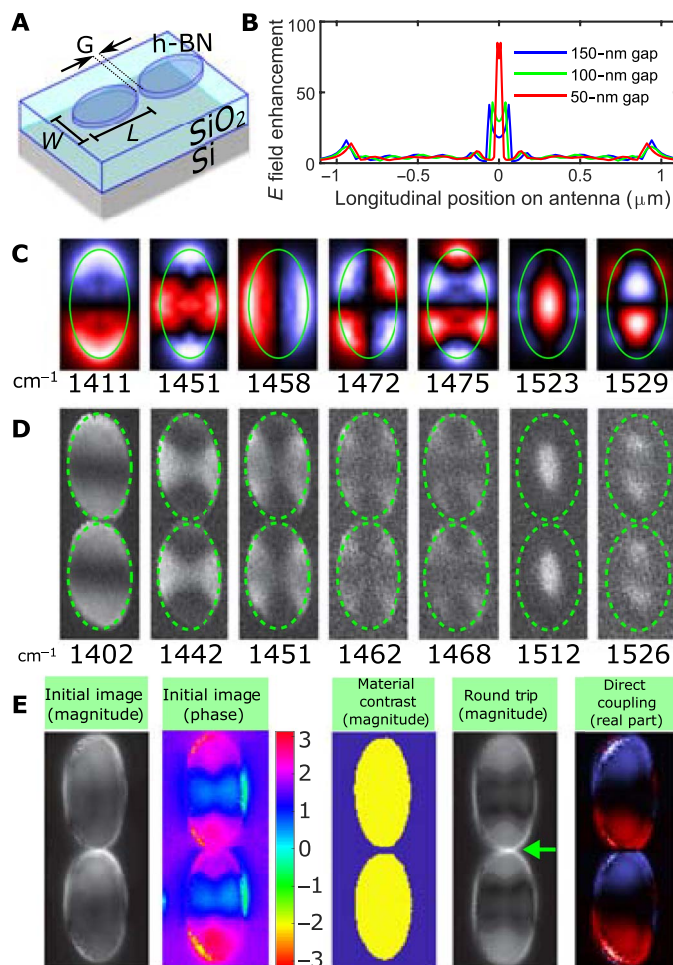 A
G
h-BN
W
L
SiO2
Si
B
E field enhancement
100
50
0
150-nm gap
100-nm gap
50-nm gap
−1 −0.5 0 0.5 1
Longitudinal position on antenna (μm)
C
cm−1 1411 1451 1458 1472 1475 1523 1529
D
cm−1 1402 1442 1451 1462 1468 1512 1526
E
Initial image
(magnitude)
Initial image
(phase)
Material
contrast
(magnitude)
Round trip
(magnitude)
Direct
coupling
(real part)
3
2
1
0
−1
−2
−3